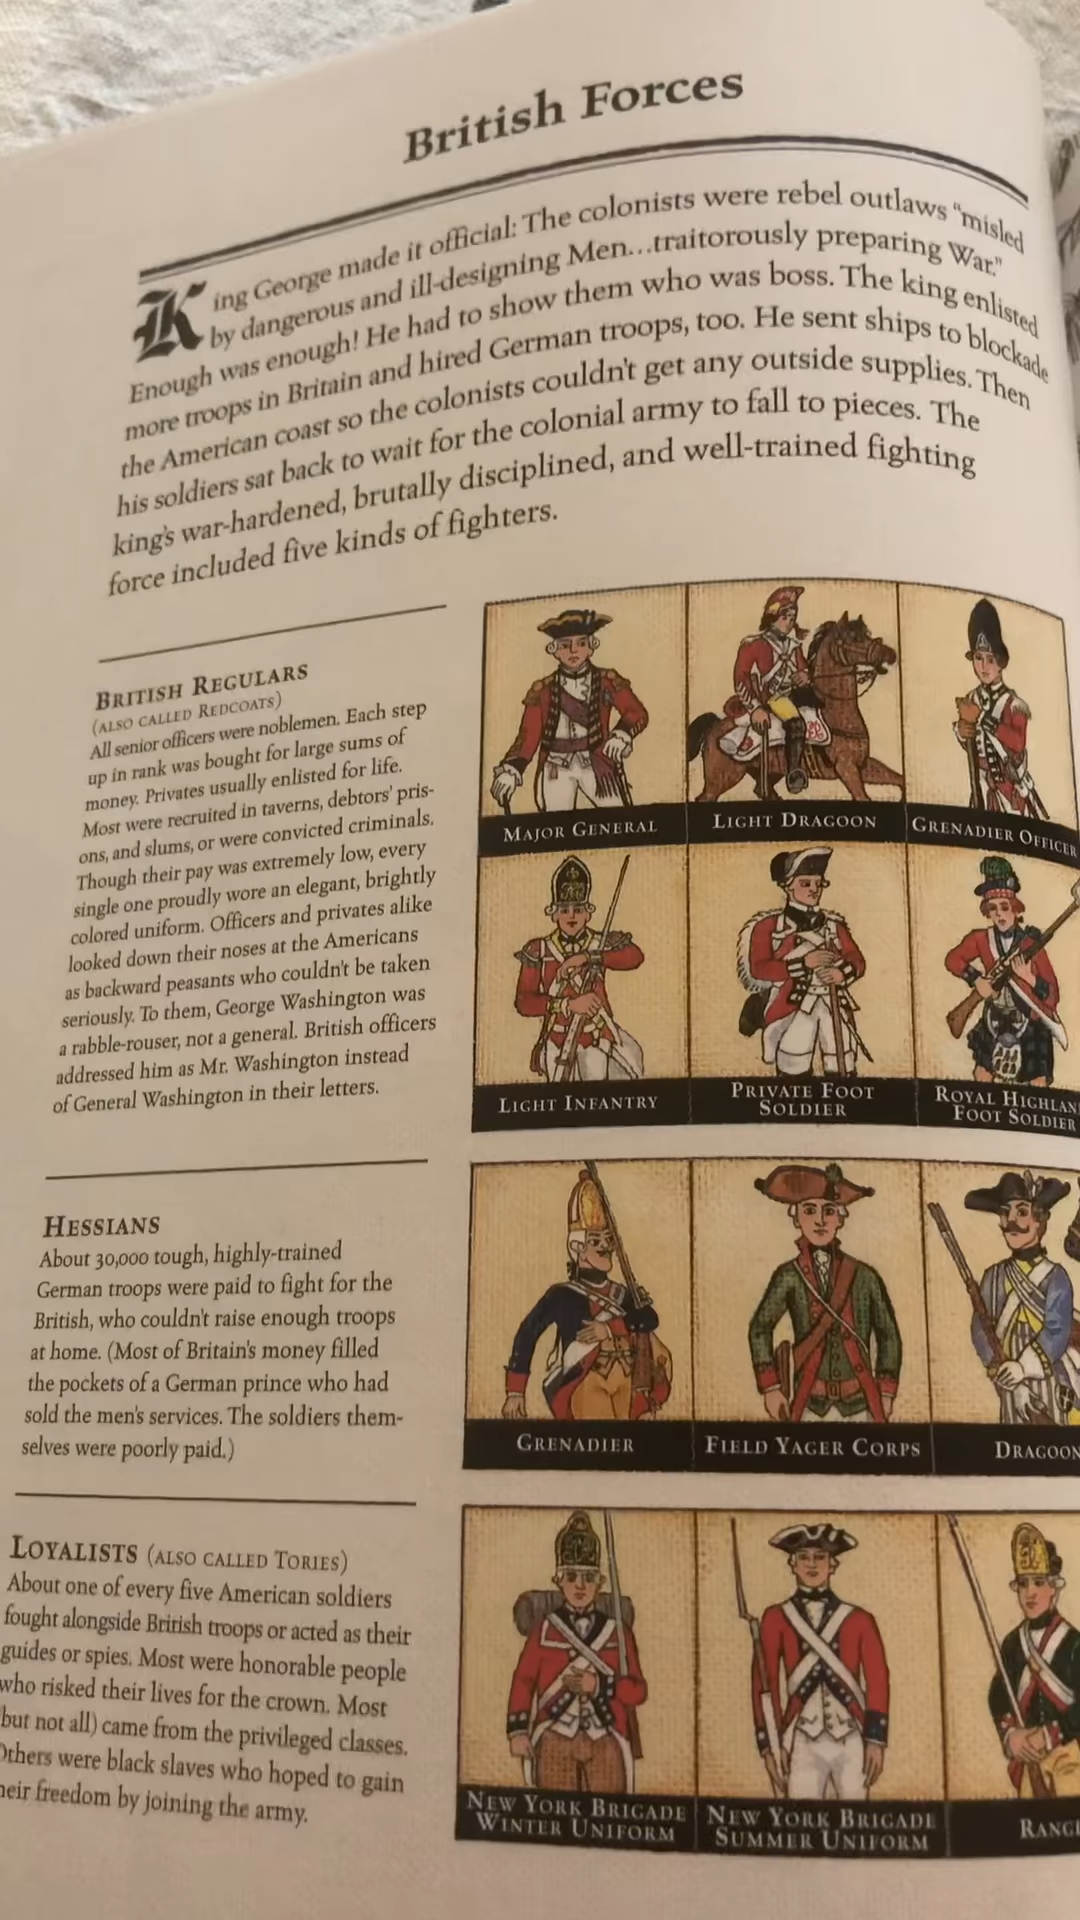 British Forces
King George made it official: The colonists were rebel outlaws “misled
by dangerous and ill-designing Men...traitorously preparing War.”
Enough was enough! He had to show them who was boss. The king enlisted
more troops in Britain and hired German troops, too. He sent ships to blockade
the American coast so the colonists couldn't get any outside supplies. Then
his soldiers sat back to wait for the colonial army to fall to pieces. The
king's war-hardened, brutally disciplined, and well-trained fighting
force included five kinds of fighters.
BRITISH REGULARS
(ALSO CALLED REDCOATS)
All senior officers were noblemen. Each step
up in rank was bought for large sums of
money. Privates usually enlisted for life.
Most were recruited in taverns, debtors' pris-
ons, and slums, or were convicted criminals.
Though their pay was extremely low, every
single one proudly wore an elegant, brightly
colored uniform. Officers and privates alike
looked down their noses at the Americans
as backward peasants who couldn't be taken
seriously. To them, George Washington was
a rabble-rouser, not a general. British officers
addressed him as Mr. Washington instead
of General Washington in their letters.
MAJOR GENERAL
LIGHT DRAGOON
GRENADIER OFFICER
LIGHT INFANTRY
PRIVATE FOOT
SOLDIER
ROYAL HIGHLAN
FOOT SOLDIER
HESSIANS
About 30,000 tough, highly-trained
German troops were paid to fight for the
British, who couldn't raise enough troops
at home. (Most of Britain's money filled
the pockets of a German prince who had
sold the men's services. The soldiers them-
selves were poorly paid.)
GRENADIER
FIELD YAGER CORPS
DRAGOON
LOYALISTS (ALSO CALLED TORIES)
About one of every five American soldiers
fought alongside British troops or acted as their
guides or spies. Most were honorable people
who risked their lives for the crown. Most
but not all) came from the privileged classes.
Others were black slaves who hoped to gain
heir freedom by joining the army.
NEW YORK BRIGADE
WINTER UNIFORM
NEW YORK BRIGADE
SUMMER UNIFORM
RANG